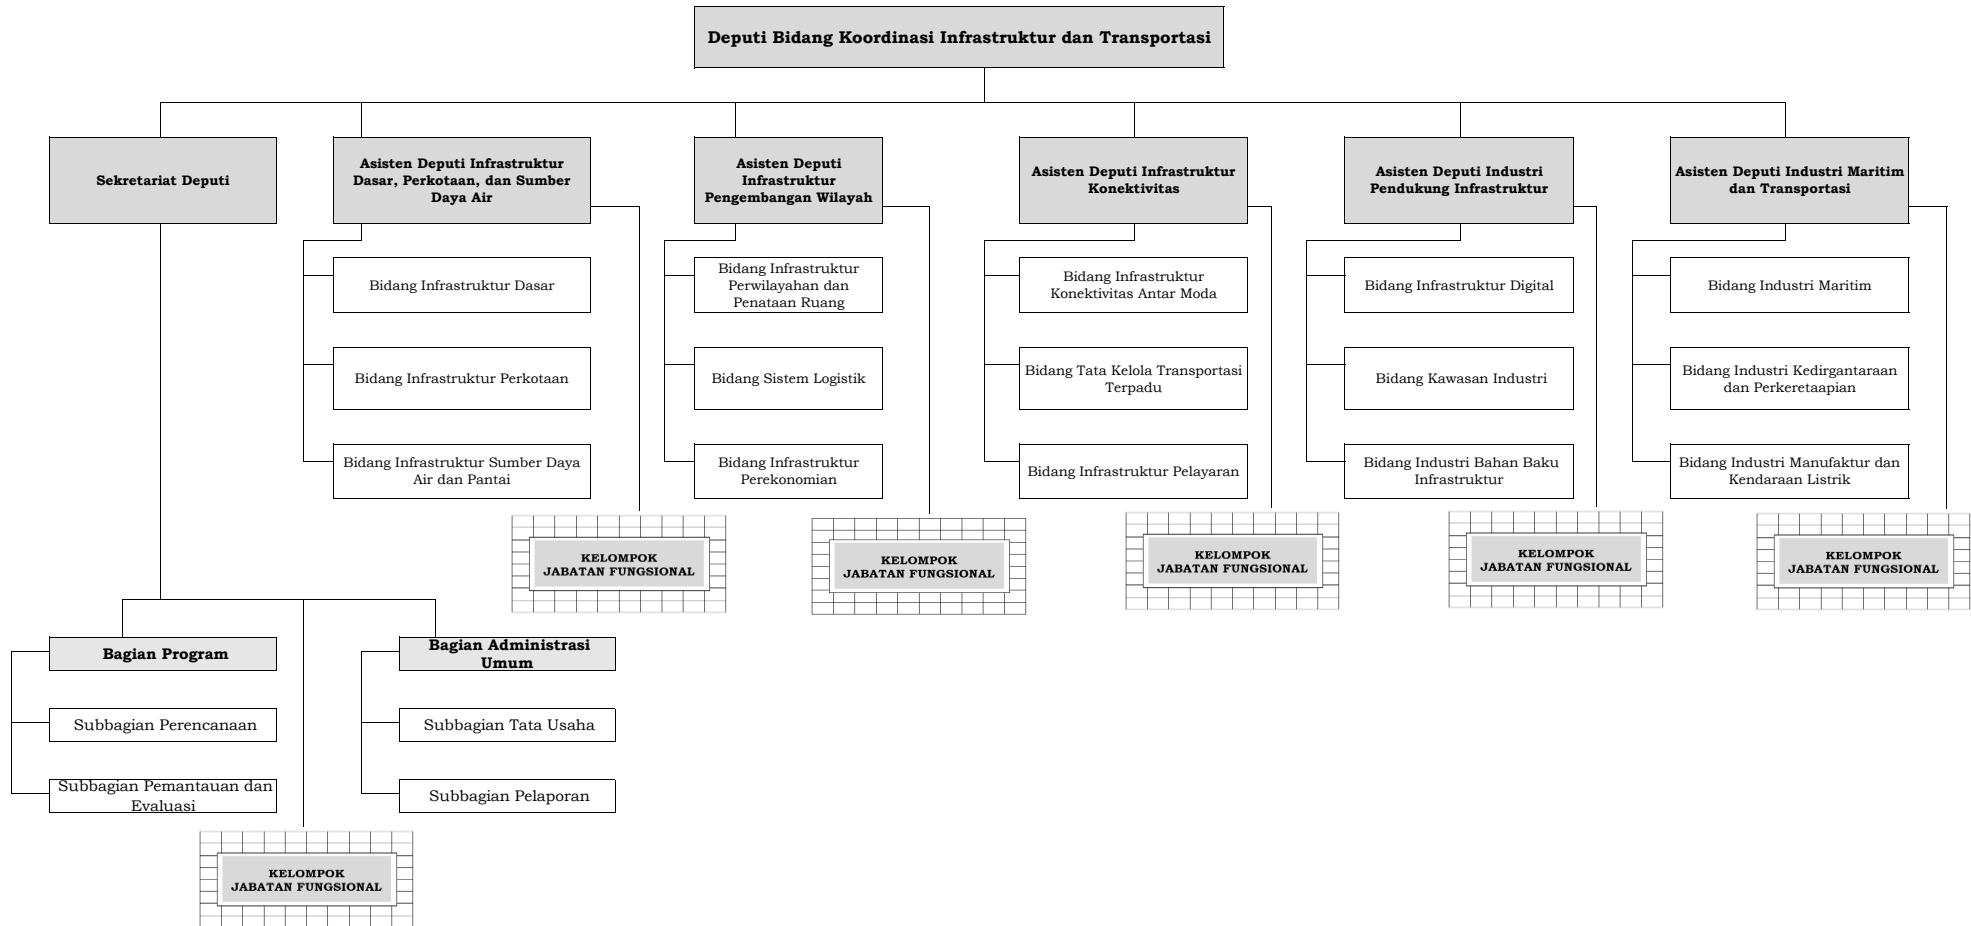 Deputi Bidang Koordinasi Infrastruktur dan Transportasi
Sekretariat Deputi
Asisten Deputi Infrastruktur
Dasar, Perkotaan, dan Sumber
Daya Air
Asisten Deputi
Infrastruktur
Pengembangan Wilayah
Asisten Deputi Infrastruktur
Konektivitas
Asisten Deputi Industri
Pendukung Infrastruktur
Asisten Deputi Industri Maritim
dan Transportasi
Bidang Infrastruktur Dasar
Bidang Infrastruktur
Perwilayahan dan
Penataan Ruang
Bidang Infrastruktur
Konektivitas Antar Moda
Bidang Infrastruktur Digital
Bidang Industri Maritim
Bidang Infrastruktur Perkotaan
Bidang Sistem Logistik
Bidang Tata Kelola Transportasi
Terpadu
Bidang Kawasan Industri
Bidang Industri Kedirgantaraan
dan Perkeretaapian
Bidang Infrastruktur Sumber Daya
Air dan Pantai
Bidang Infrastruktur
Perekonomian
Bidang Infrastruktur Pelayaran
Bidang Industri Bahan Baku
Infrastruktur
Bidang Industri Manufaktur dan
Kendaraan Listrik
KELOMPOK
JABATAN FUNGSIONAL
KELOMPOK
JABATAN FUNGSIONAL
KELOMPOK
JABATAN FUNGSIONAL
KELOMPOK
JABATAN FUNGSIONAL
KELOMPOK
JABATAN FUNGSIONAL
Bagian Program
Bagian Administrasi
Umum
Subbagian Perencanaan
Subbagian Tata Usaha
Subbagian Pemantauan dan
Evaluasi
Subbagian Pelaporan
KELOMPOK
JABATAN FUNGSIONAL